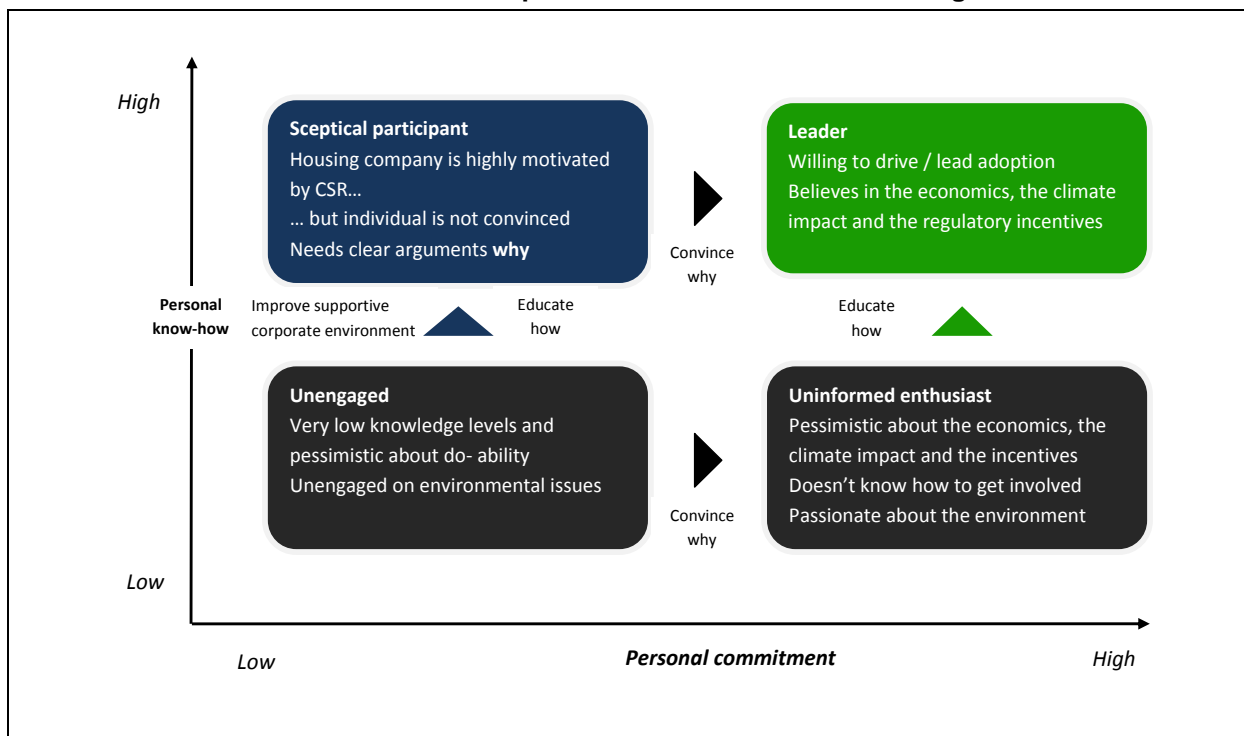 High
Sceptical participant
Housing company is highly motivated
by CSR...
... but individual is not convinced
Needs clear arguments why
Convince
why
Leader
Willing to drive / lead adoption
Believes in the economics, the climate
impact and the regulatory incentives
Personal
know-how
Improve supportive
corporate environment
Educate
how
Educate
how
Unengaged
Very low knowledge levels and
pessimistic about do- ability
Unengaged on environmental issues
Convince
why
Uninformed enthusiast
Pessimistic about the economics, the
climate impact and the incentives
Doesn't know how to get involved
Passionate about the environment
Low
Low
Personal commitment
High